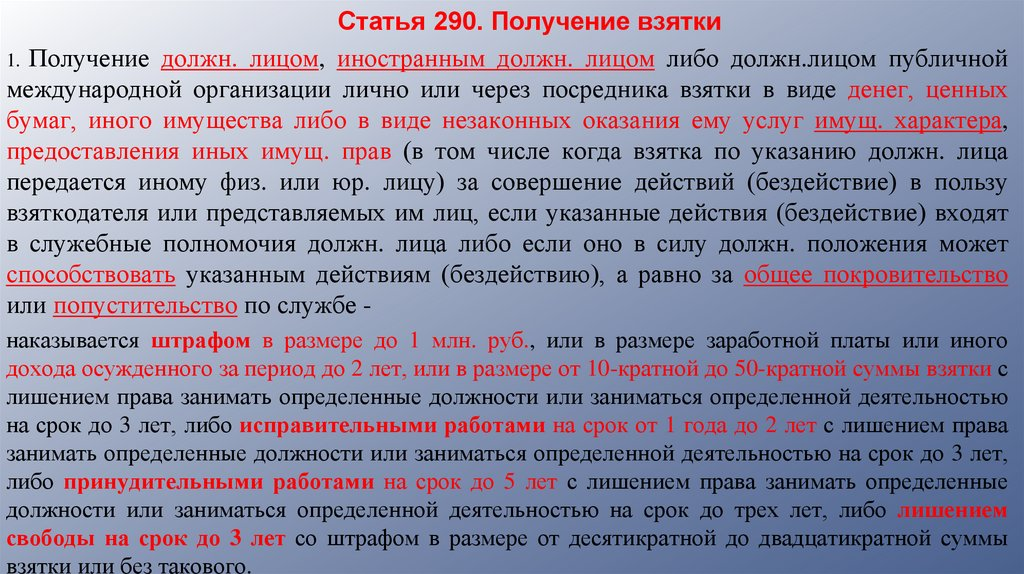 Статья 290. Получение взятки
1. Получение должн. лицом, иностранным должн. лицом либо должн.лицом публичной
международной организации лично или через посредника взятки в виде денег, ценных
бумаг, иного имущества либо в виде незаконных оказания ему услуг имущ. характера,
предоставления иных имущ. прав (в том числе когда взятка по указанию должн. лица
передается иному физ. или юр. лицу) за совершение действий (бездействие) в пользу
взяткодателя или представляемых им лиц, если указанные действия (бездействие) входят
в служебные полномочия должн. лица либо если оно в силу должн. положения может
способствовать указанным действиям (бездействию), а равно за общее покровительство
или попустительство по службе -
наказывается штрафом в размере до 1 млн. руб., или в размере заработной платы или иного
дохода осужденного за период до 2 лет, или в размере от 10-кратной до 50-кратной суммы взятки с
лишением права занимать определенные должности или заниматься определенной деятельностью
на срок до 3 лет, либо исправительными работами на срок от 1 года до 2 лет с лишением права
занимать определенные должности или заниматься определенной деятельностью на срок до 3 лет,
либо принудительными работами на срок до 5 лет с лишением права занимать определенные
должности или заниматься определенной деятельностью на срок до трех лет, либо лишением
свободы на срок до 3 лет со штрафом в размере от десятикратной до двадцатикратной суммы
взятки или без такового.